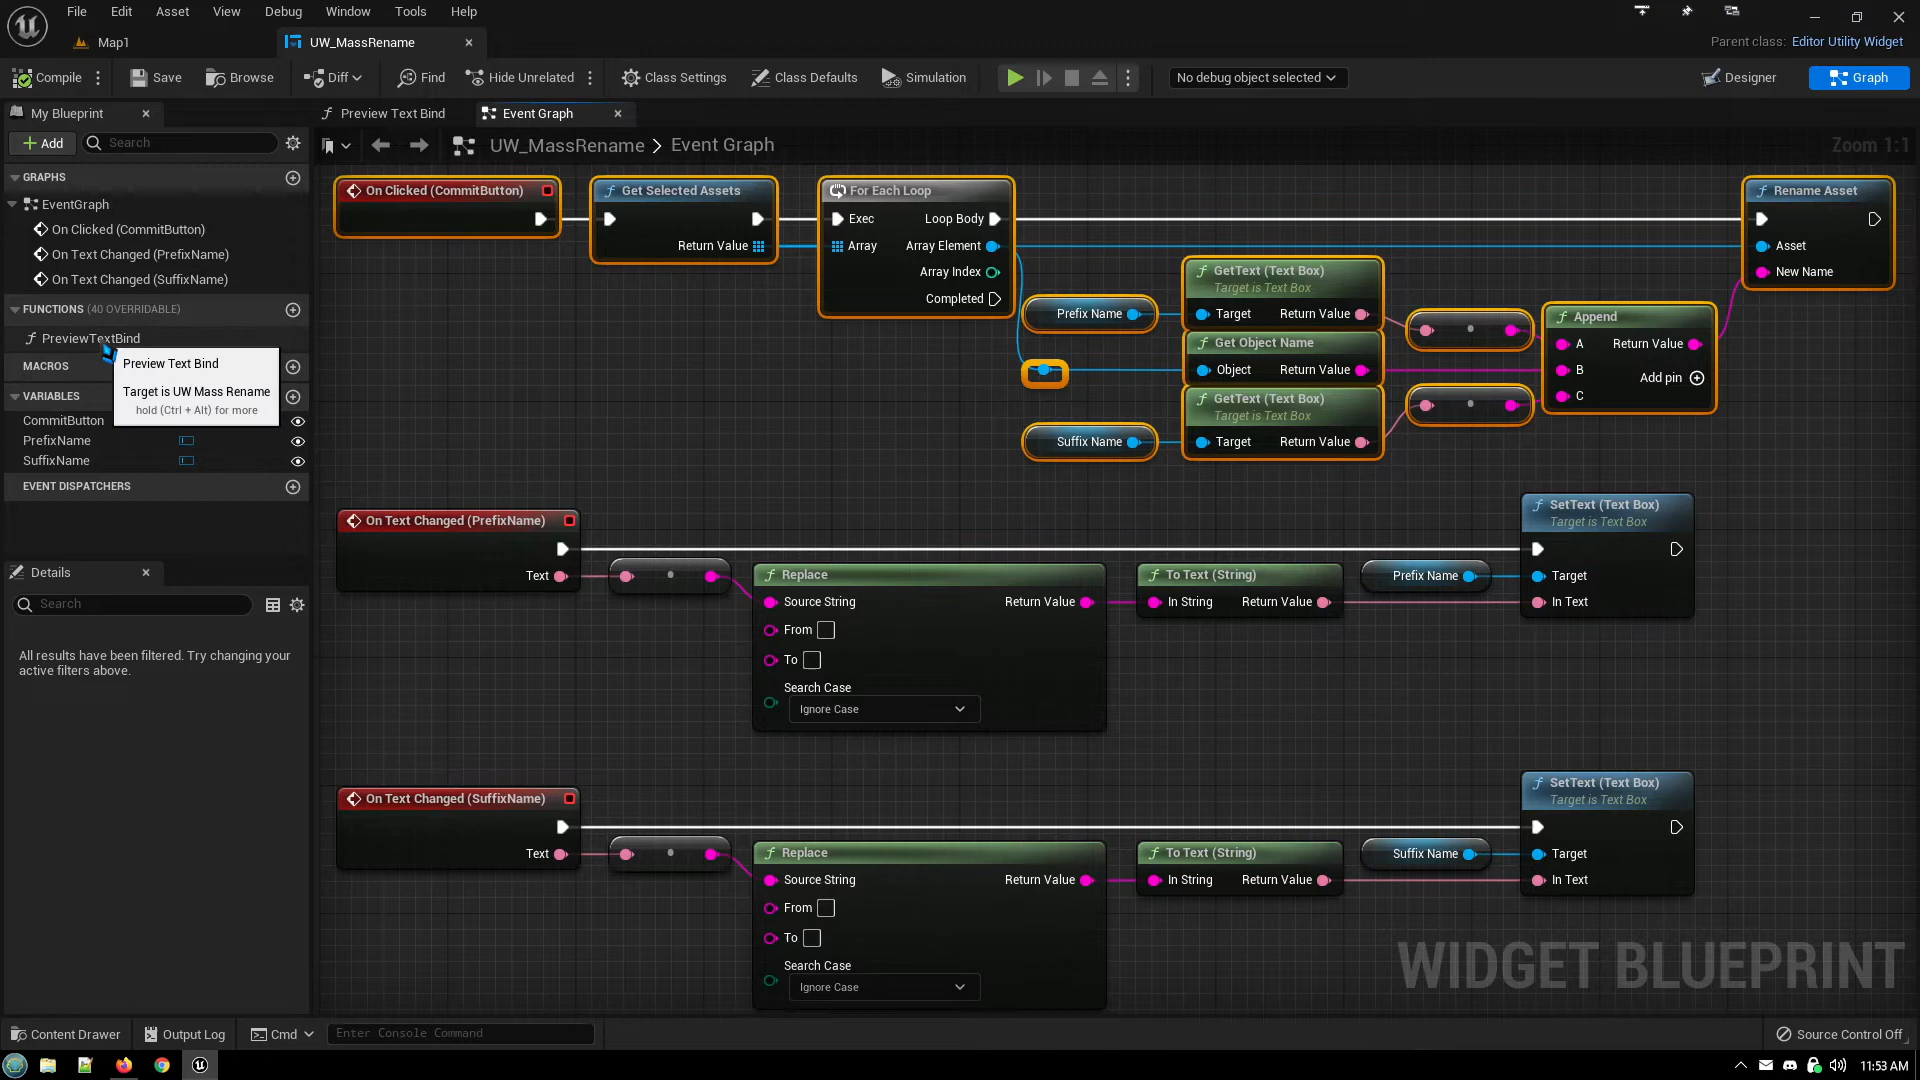 File Edit Asset View Debug Window Tools Help
Map1
UW_MassRename
Parent class: Editor Utility Widget
Compile Save Browse Diff Find Hide Unrelated Class Settings Class Defaults Simulation No debug object selected Designer Graph
My Blueprint
Preview Text Bind Event Graph
Add Search
UW_MassRename > Event Graph Zoom 1:1
GRAPHS
EventGraph
On Clicked (CommitButton)
On Text Changed (PrefixName)
On Text Changed (SuffixName)
FUNCTIONS (40 OVERRIDABLE)
PreviewTextBind
MACROS
VARIABLES
CommitButton
PrefixName
SuffixName
EVENT DISPATCHERS
Preview Text Bind
Target is UW Mass Rename
hold (Ctrl + Alt) for more
Details
Search
All results have been filtered. Try changing your
active filters above.
On Clicked (CommitButton)
Get Selected Assets
Return Value
For Each Loop
Exec Loop Body
Array Array Element
Array Index
Completed
Prefix Name
Suffix Name
GetText (Text Box)
Target is Text Box
Target Return Value
Get Object Name
Object Return Value
GetText (Text Box)
Target is Text Box
Target Return Value
Append
A Return Value
B Add pin
C
Rename Asset
Asset
New Name
On Text Changed (PrefixName)
Text
Replace
Source String Return Value
From
To
Search Case
Ignore Case
To Text (String)
In String Return Value
Prefix Name
SetText (Text Box)
Target is Text Box
Target
In Text
On Text Changed (SuffixName)
Text
Replace
Source String Return Value
From
To
Search Case
Ignore Case
To Text (String)
In String Return Value
Suffix Name
SetText (Text Box)
Target is Text Box
Target
In Text
WIDGET BLUEPRINT
Content Drawer Output Log Cmd Enter Console Command Source Control Off
11:53 AM